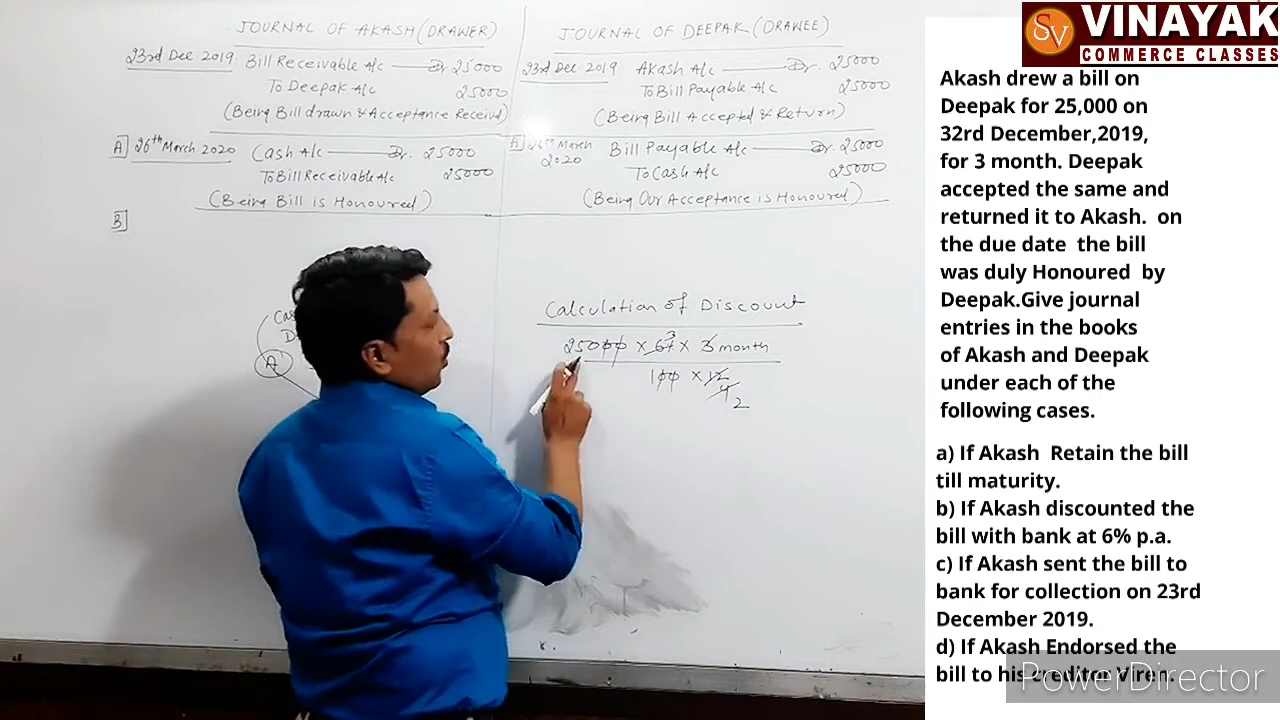 JOURNAL OF AKASH (DRAWER)
23rd Dec 2019 Bill Receivable A/c Dr 25000
To Deepak A/c 25000
(Being Bill drawn & Acceptance Received)
A 26th March 2020 Cash A/c Dr. 25000
To Bill Receivable A/c 25000
(Being Bill is Honoured)
B
JOURNAL OF DEEPAK (DRAWEE)
23rd Dec 2019 Akash A/c Dr. 25000
To Bill Payable A/c 25000
(Being Bill Accepted & Return)
A 26th March 2020 Bill Payable A/c Dr. 25000
To Cash A/c 25000
(Being Our Acceptance is Honoured)
A
Calculation of Discount
25000 × 6 × 3 month
100 × 12
2
SV VINAYAK
COMMERCE CLASSES
Akash drew a bill on
Deepak for 25,000 on
32rd December,2019,
for 3 month. Deepak
accepted the same and
returned it to Akash. on
the due date the bill
was duly Honoured by
Deepak.Give journal
entries in the books
of Akash and Deepak
under each of the
following cases.
a) If Akash Retain the bill
till maturity.
b) If Akash discounted the
bill with bank at 6% p.a.
c) If Akash sent the bill to
bank for collection on 23rd
December 2019.
d) If Akash Endorsed the
bill to his creditor Viren.
PowerDirector